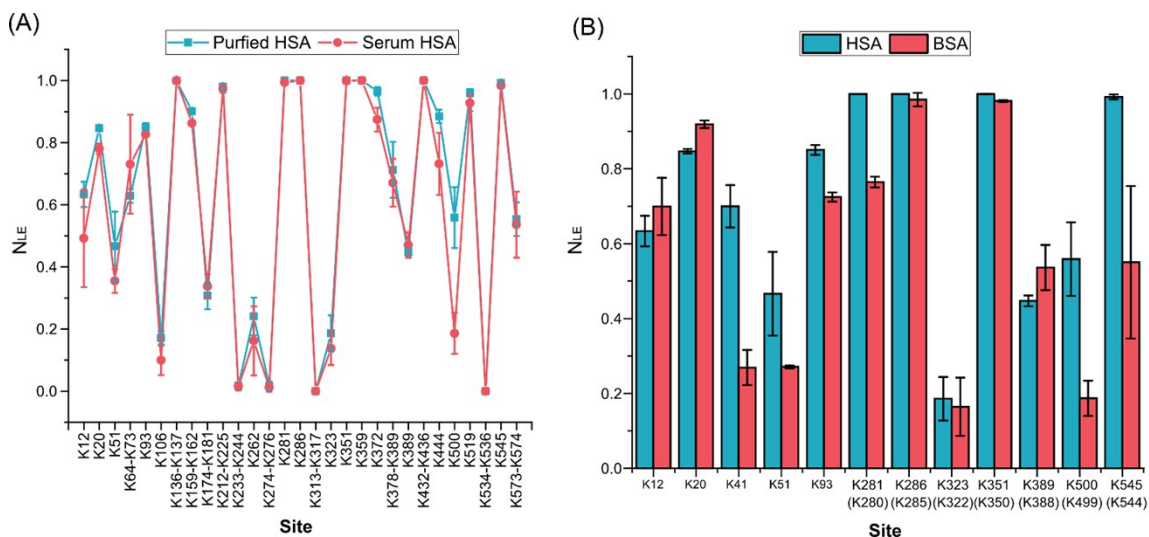 (A)
Purfied HSA Serum HSA
NLE
1.0
0.8
0.6
0.4
0.2
0.0
K12
K20
K51
K64-K73
K93
K106
K136-K137
K159-K162
K174-K181
K212-K225
K233-K244
K262
K274-K276
K281
K286
K313-K317
K323
K351
K359
K372
K378-K389
K389
K432-K436
K444
K500
K519
K534-K536
K545
K573-K574
Site
(B)
HSA BSA
NLE
1.0
0.8
0.6
0.4
0.2
0.0
K12 K20 K41 K51 K93 K281 K286 K323 K351 K389 K500 K545
(K280) (K285) (K322) (K350) (K388) (K499) (K544)
Site